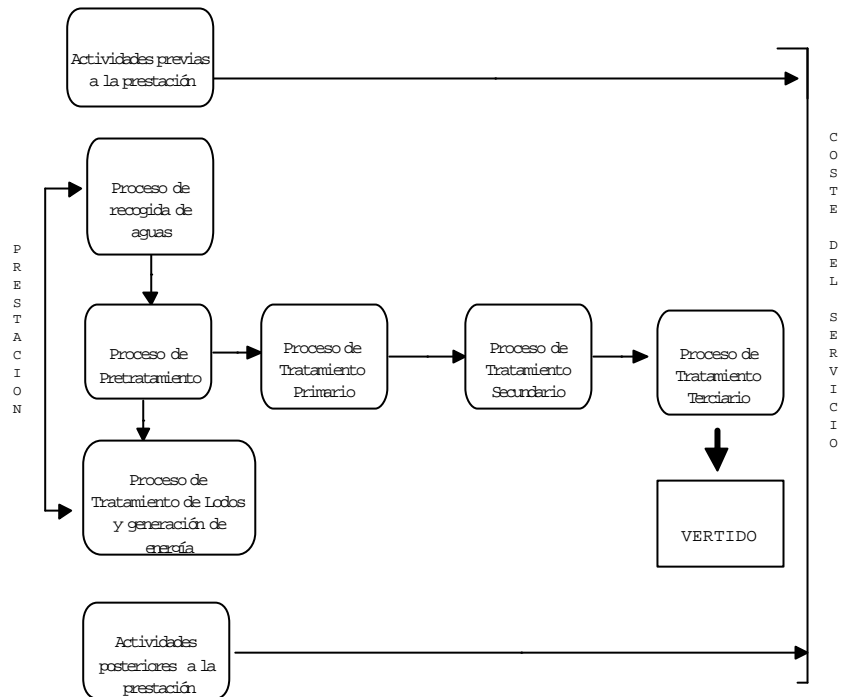 Actividades previas
a la prestación
COSTE DEL SERVICIO
Proceso de
recogida de
aguas
PRESTACION
Proceso de
Pretratamiento
Proceso de
Tratamiento
Primario
Proceso de
Tratamiento
Secundario
Proceso de
Tratamiento
Terciario
Proceso de
Tratamiento de Lodos
y generación de
energía
VERTIDO
Actividades
posteriores a la
prestación